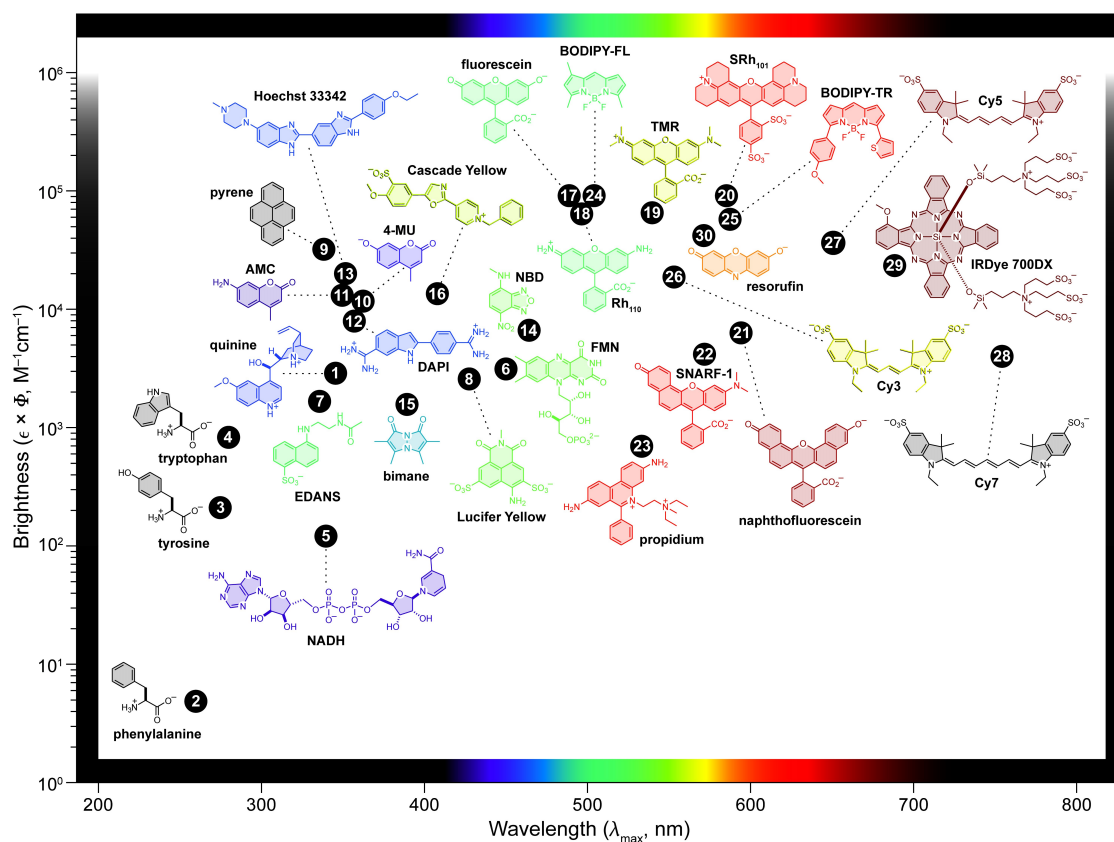 BODIPY-FL
SRh101
fluorescein
Hoechst 33342
BODIPY-TR
Cy5
TMR
Cascade Yellow
pyrene
4-MU
AMC
NBD
Rh110
resorufin
IRDye 700DX
quinine
DAPI
FMN
SNARF-1
Cy3
tryptophan
EDANS
bimane
Lucifer Yellow
naphthofluorescein
Cy7
tyrosine
propidium
NADH
phenylalanine
1
2
3
4
5
6
7
8
9
10
11
12
13
14
15
16
17
18
19
20
21
22
23
24
25
26
27
28
29
30
Brightness (ϵ × Φ, M⁻¹cm⁻¹)
10⁶
10⁵
10⁴
10³
10²
10¹
10⁰
200 300 400 500 600 700 800
Wavelength (λmax, nm)